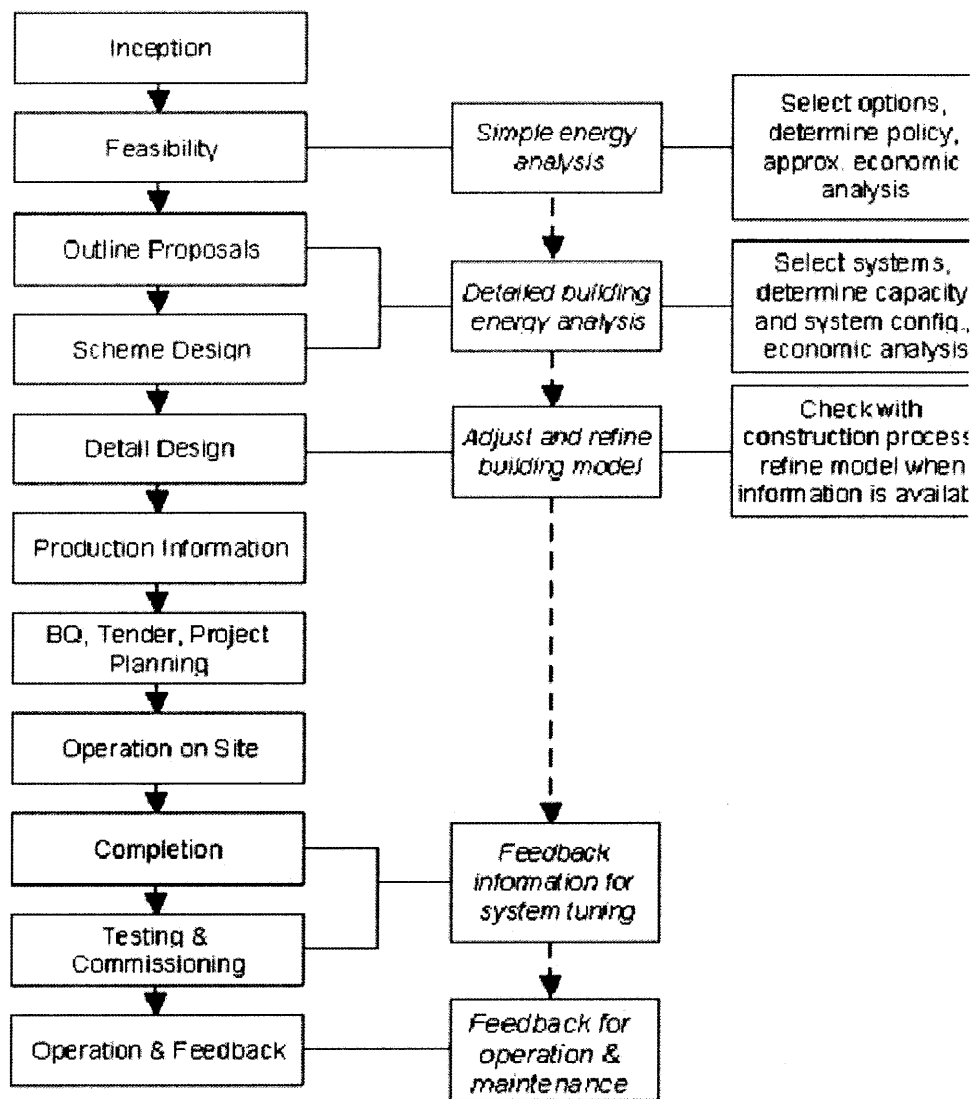 Inception
Feasibility
Outline Proposals
Scheme Design
Detail Design
Production Information
BQ, Tender, Project
Planning
Operation on Site
Completion
Testing &
Commissioning
Operation & Feedback
Simple energy
analysis
Detailed building
energy analysis
Adjust and refine
building model
Feedback
information for
system tuning
Feedback for
operation &
maintenance
Select options,
determine policy,
approx. economic
analysis
Select systems,
determine capacity
and system config.,
economic analysis
Check with
construction process
refine model when
information is